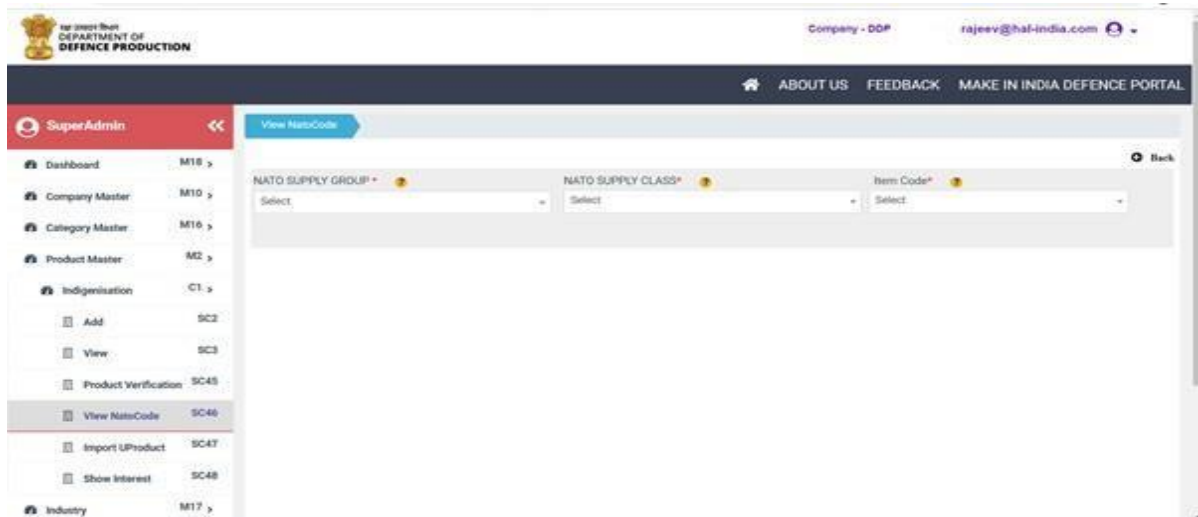 DEPARTMENT OF
DEFENCE PRODUCTION
Company - DDP
rajeev@hal-india.com
ABOUT US FEEDBACK MAKE IN INDIA DEFENCE PORTAL
SuperAdmin
View NatoCode
Back
Dashboard M18
Company Master M10
Category Master M16
Product Master M2
Indigenisation C1
Add SC2
View SC3
Product Verification SC45
View NatoCode SC46
Import UProduct SC47
Show Interest SC48
Industry M17
NATO SUPPLY GROUP * ?
Select
NATO SUPPLY CLASS* ?
Select
Item Code* ?
Select